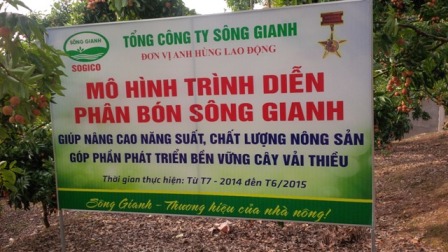 SÔNG GIANH
SOGICO
TỔNG CÔNG TY SÔNG GIANH
ĐƠN VỊ ANH HÙNG LAO ĐỘNG
MÔ HÌNH TRÌNH DIỄN
PHÂN BÓN SÔNG GIANH
GIÚP NÂNG CAO NĂNG SUẤT, CHẤT LƯỢNG NÔNG SẢN
GÓP PHẦN PHÁT TRIỂN BỀN VỮNG CÂY VẢI THIỀU
Thời gian thực hiện: Từ T7 - 2014 đến T6/2015
Sông Gianh - Thương hiệu của nhà nông!